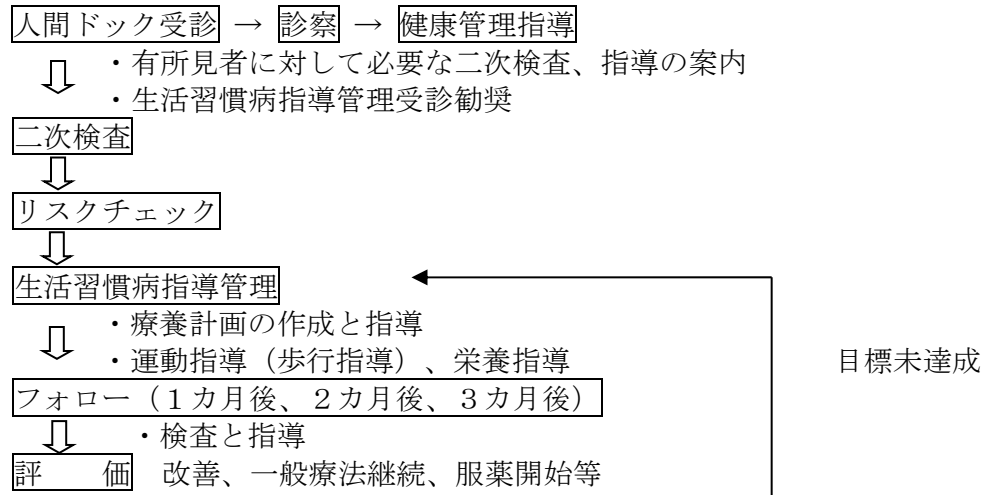 人間ドック受診 → 診察 → 健康管理指導
・有所見者に対して必要な二次検査、指導の案内
・生活習慣病指導管理受診勧奨
二次検査
リスクチェック
生活習慣病指導管理
・療養計画の作成と指導
・運動指導（歩行指導）、栄養指導
目標未達成
フォロー（１カ月後、２カ月後、３カ月後）
・検査と指導
評　　価　改善、一般療法継続、服薬開始等